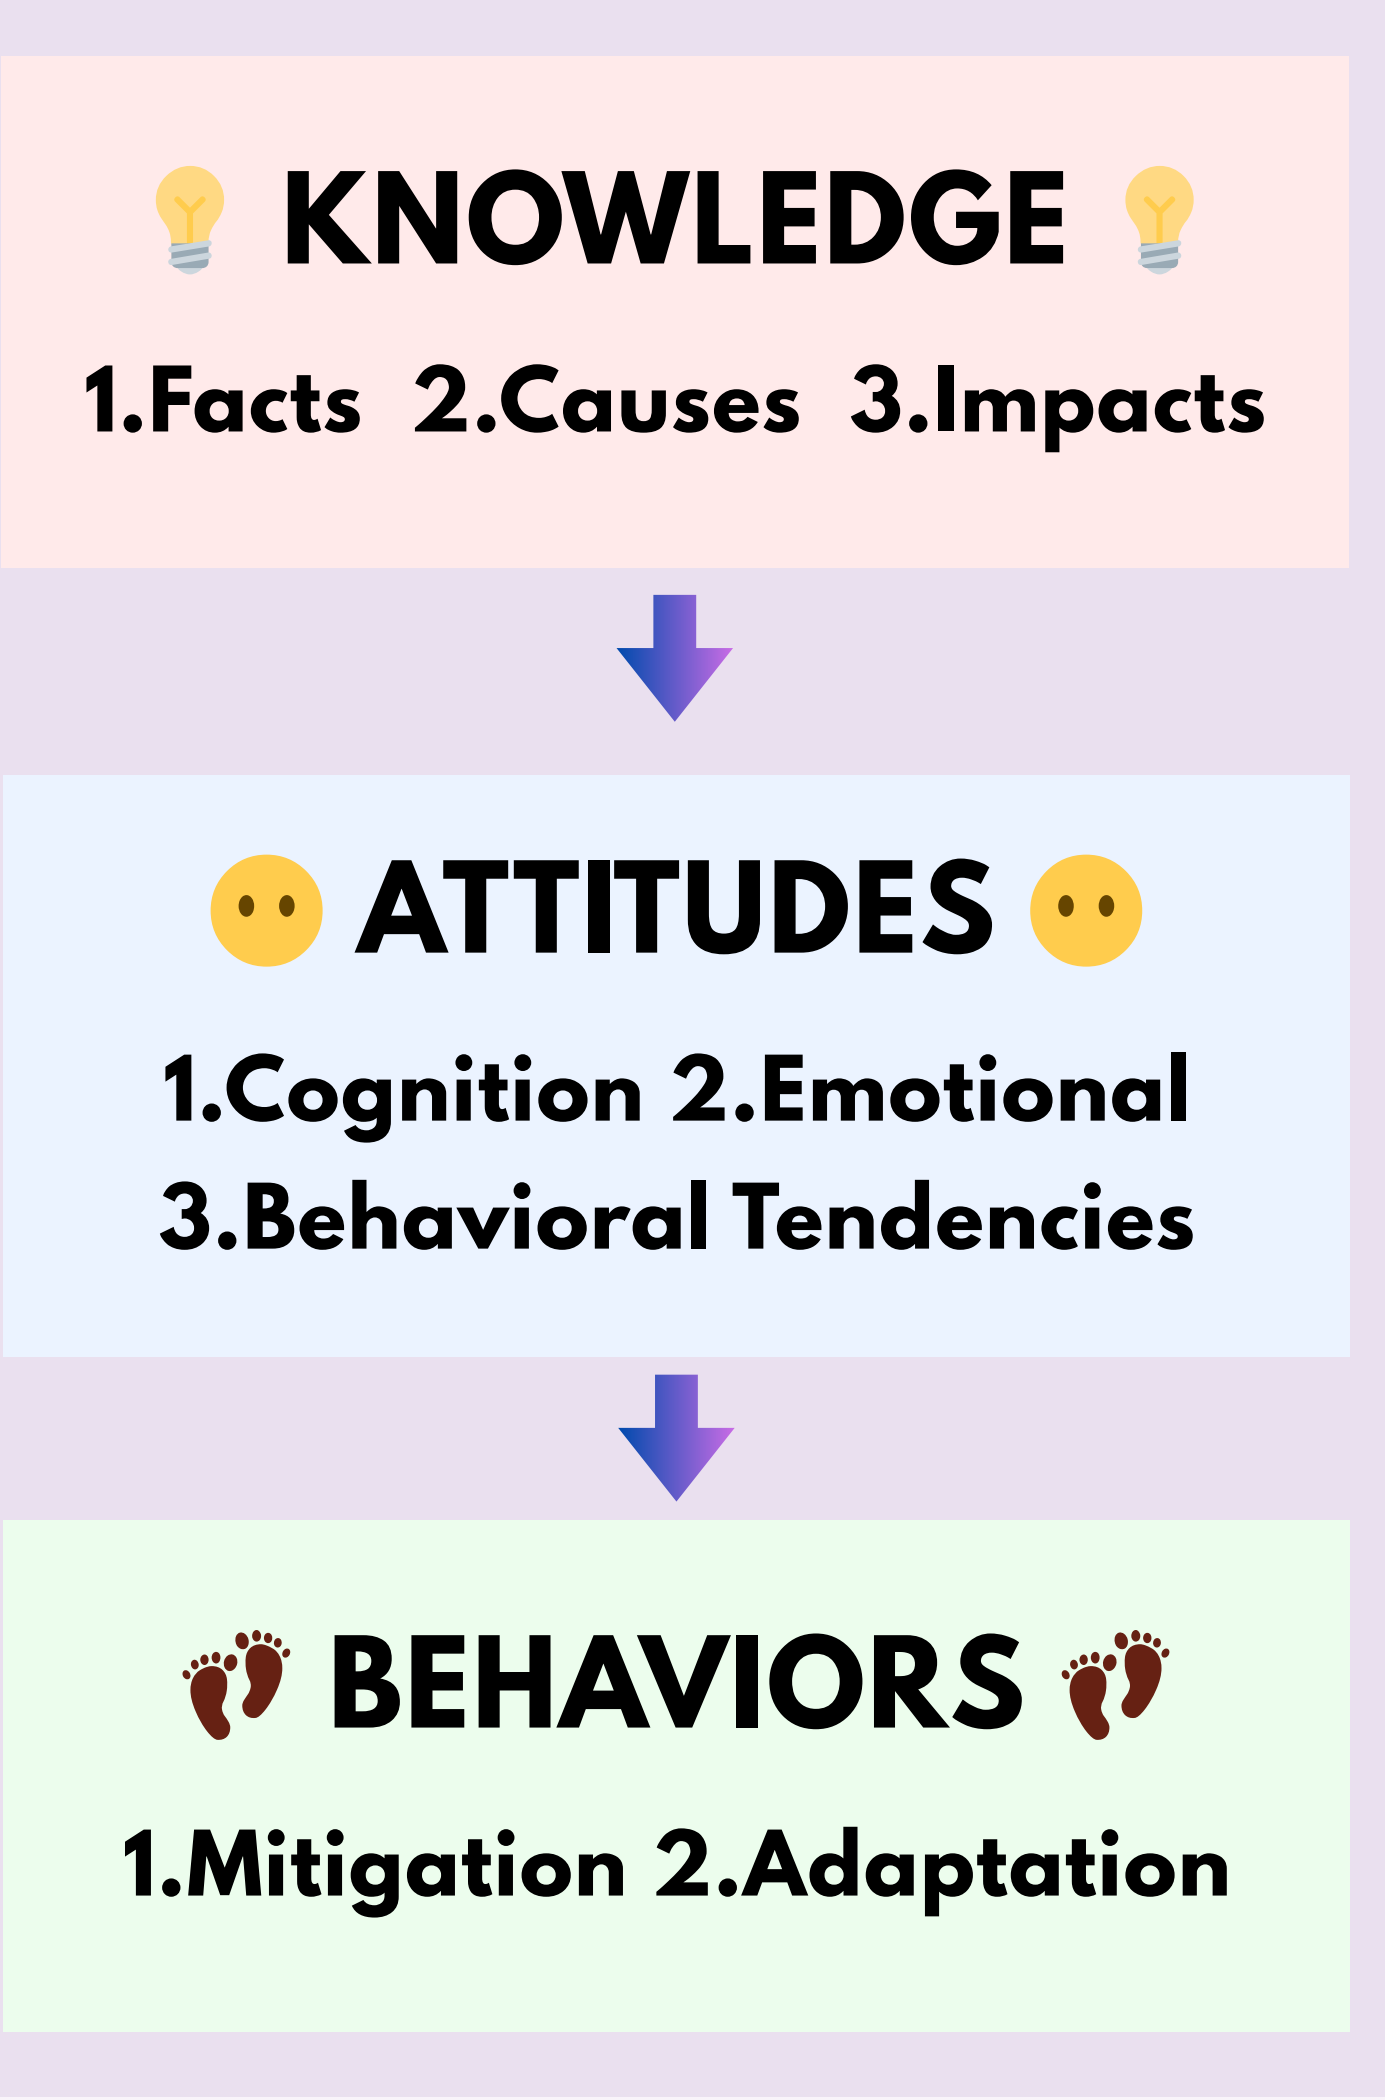 KNOWLEDGE
1.Facts 2.Causes 3.Impacts
ATTITUDES
1.Cognition 2.Emotional
3.Behavioral Tendencies
BEHAVIORS
1.Mitigation 2.Adaptation